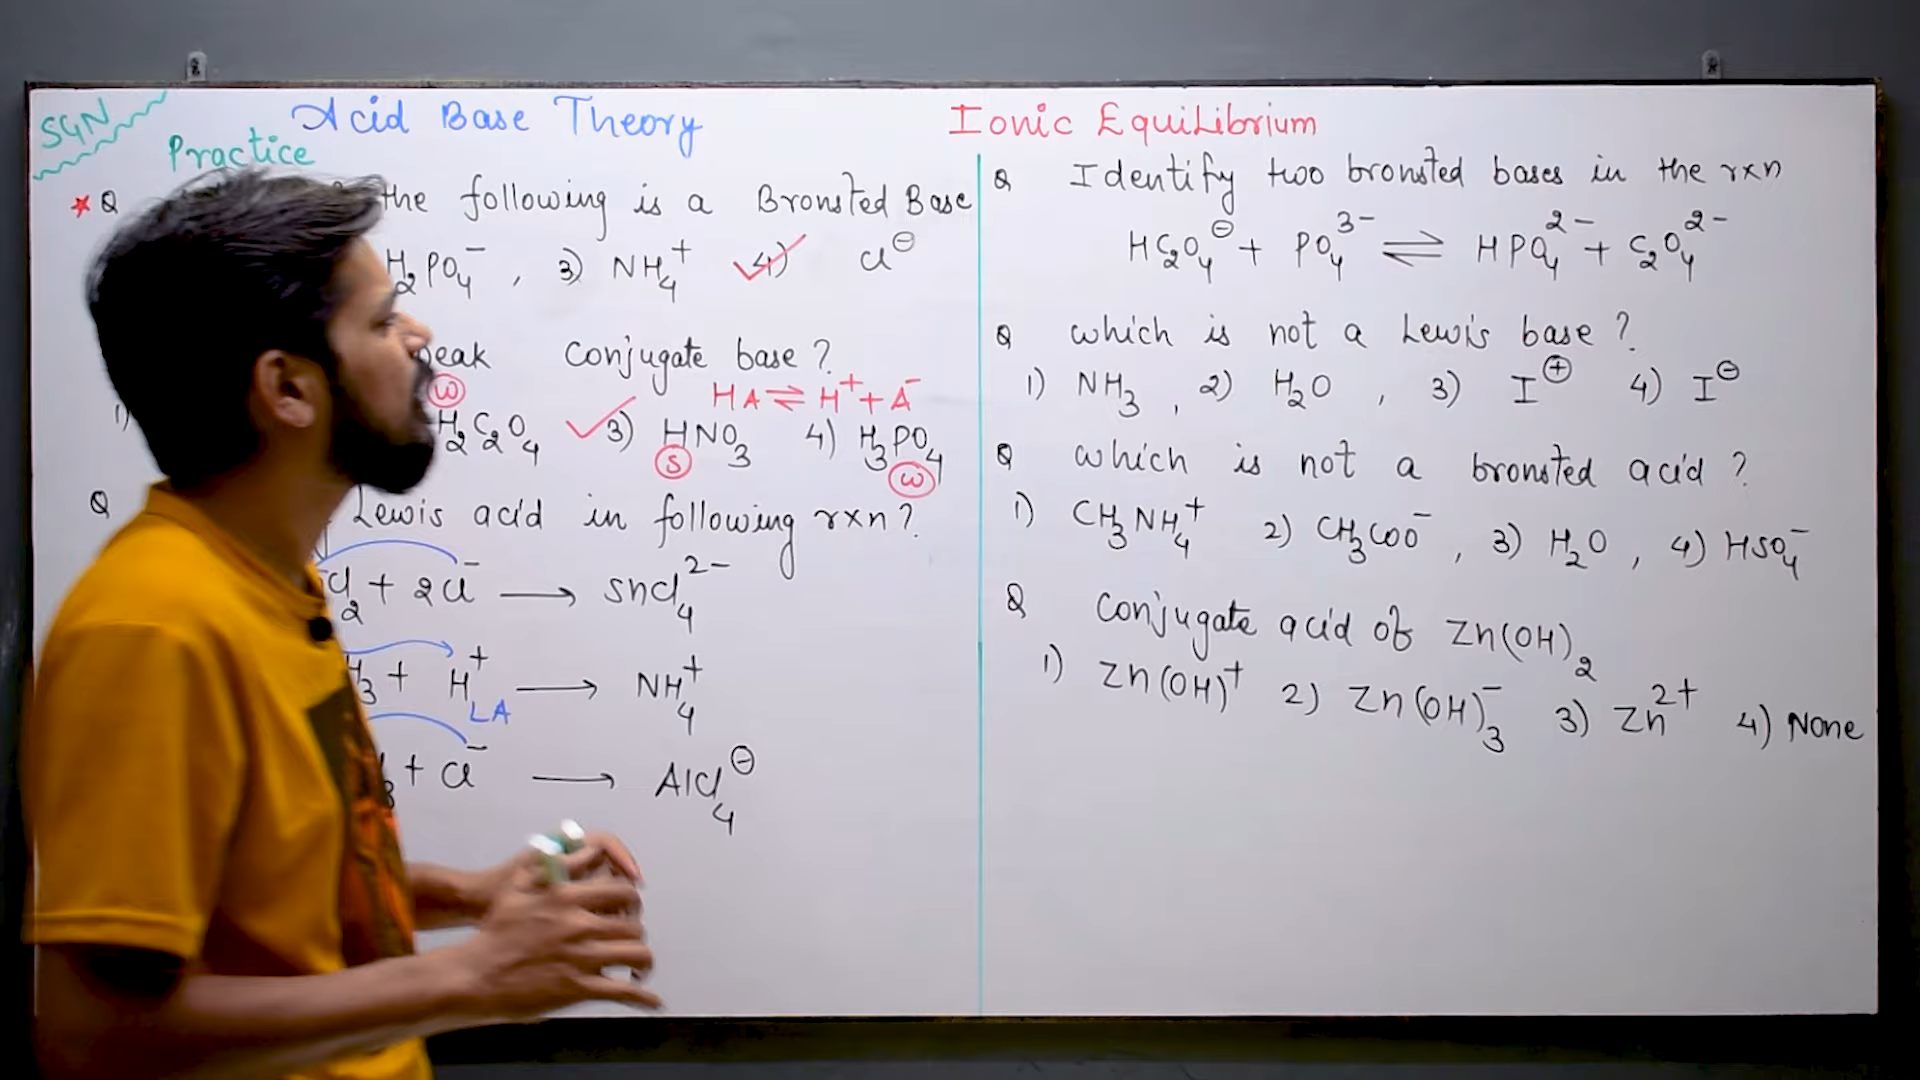 SGN
Acid Base Theory
Practice
Ionic Equilibrium
*Q the following is a Bronsted Base
H₂PO₄⁻ , 3) NH₄⁺ 4) Cl⊖
conjugate base ?
HA ⇌ H⁺ + A⁻
w
1) H₂C₂O₄ ✓3) HNO₃ 4) H₃PO₄
s w
Q Lewis acid in following rxn ?
+ 2Cl⁻ ⟶ SnCl₄²⁻
+ H⁺ ⟶ NH₄⁺
LA
+ Cl⁻ ⟶ AlCl₄⊖
Q Identify two bronsted bases in the rxn
HC₂O₄⊖ + PO₄³⁻ ⇌ HPO₄²⁻ + C₂O₄²⁻
Q which is not a Lewis base ?
1) NH₃ , 2) H₂O , 3) I⊕ 4) I⊖
Q which is not a bronsted acid ?
1) CH₃NH₄⁺ 2) CH₃COO⁻ , 3) H₂O , 4) HSO₄⁻
Q conjugate acid of Zn(OH)₂
1) Zn(OH)⁺ 2) Zn(OH)₃⁻ 3) Zn²⁺ 4) None